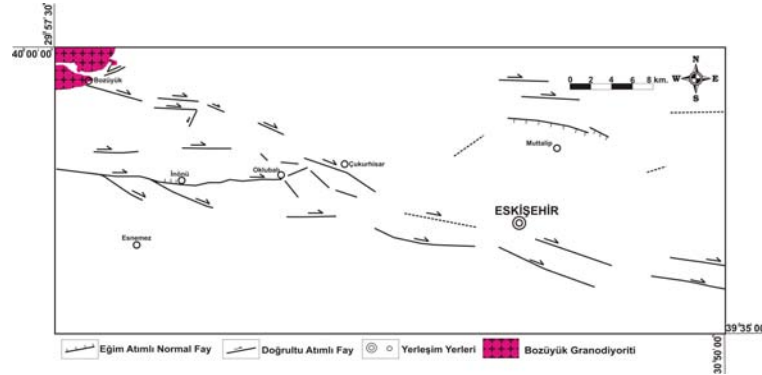 29°57'30
40°00'00
Bozüyük
N
W E
S
0 2 4 6 8 km.
Muttalip
Çukurhisar
İnönü
Oklubalı
ESKİŞEHİR
Esnemez
39°35'00
30°50'00
Eğim Atımlı Normal Fay
Doğrultu Atımlı Fay
Yerleşim Yerleri
Bozüyük Granodiyoriti